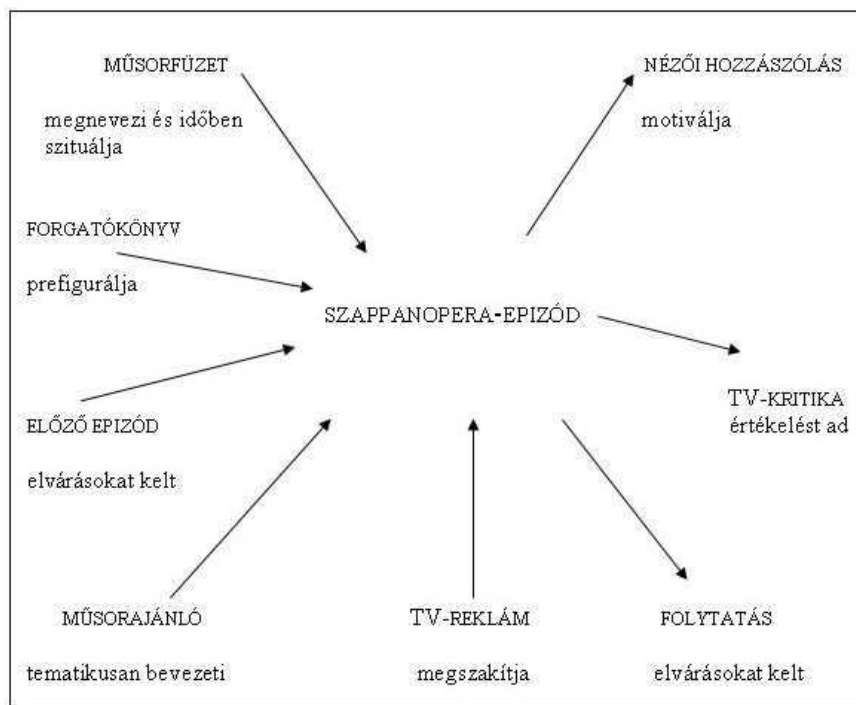 MŰSORFÜZET
megnevezi és időben
szituálja
NÉZŐI HOZZÁSZÓLÁS
motiválja
FORGATÓKÖNYV
prefigurálja
SZAPPANOPERA-EPIZÓD
ELŐZŐ EPIZÓD
elvárásokat kelt
TV-KRITIKA
értékelést ad
MŰSORAJÁNLÓ
tematikusan bevezeti
TV-REKLÁM
megszakítja
FOLYTATÁS
elvárásokat kelt